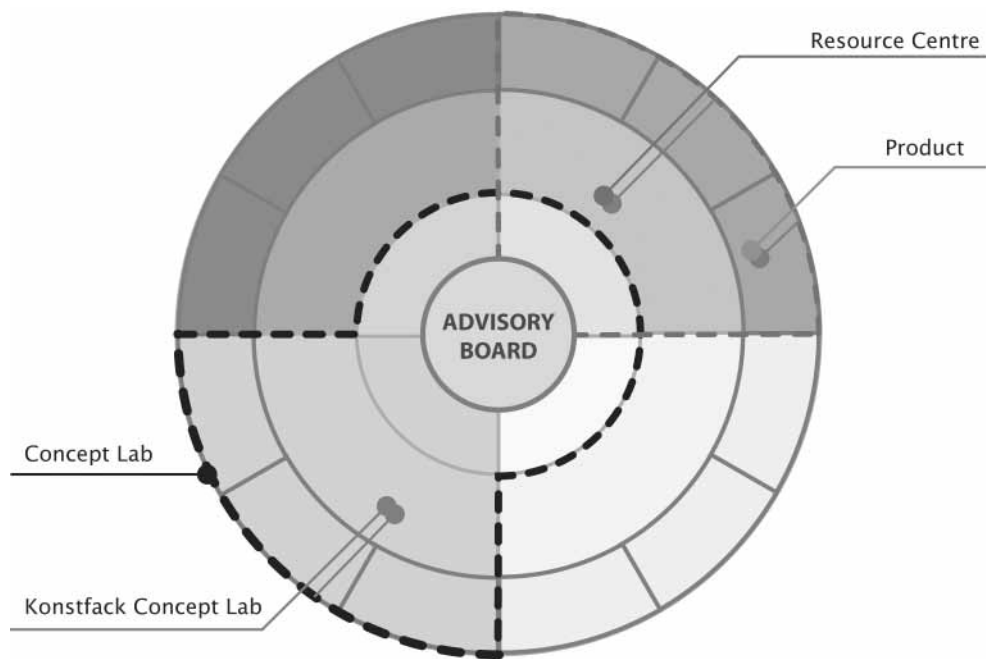 Resource Centre
Product
ADVISORY
BOARD
Concept Lab
Konstfack Concept Lab